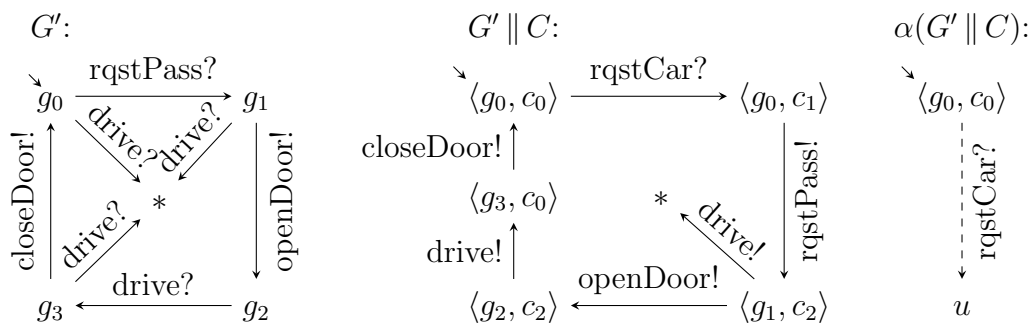 G′:
g₀
rqstPass?
g₁
drive?
drive?
closeDoor!
*
openDoor!
drive?
g₃
drive?
g₂
G′ ∥ C:
⟨g₀, c₀⟩
rqstCar?
⟨g₀, c₁⟩
closeDoor!
rqstPass!
⟨g₃, c₀⟩
*
drive!
drive!
⟨g₂, c₂⟩
openDoor!
⟨g₁, c₂⟩
α(G′ ∥ C):
⟨g₀, c₀⟩
rqstCar?
u